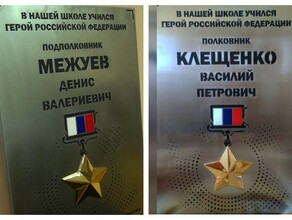 В НАШЕЙ ШКОЛЕ УЧИЛСЯ
ГЕРОЙ РОССИЙСКОЙ ФЕДЕРАЦИИ
ПОДПОЛКОВНИК
МЕЖУЕВ
ДЕНИС
ВАЛЕРИЕВИЧ
В НАШЕЙ ШКОЛЕ УЧИЛСЯ
ГЕРОЙ РОССИЙСКОЙ ФЕДЕРАЦИИ
ПОЛКОВНИК
КЛЕЩЕНКО
ВАСИЛИЙ
ПЕТРОВИЧ